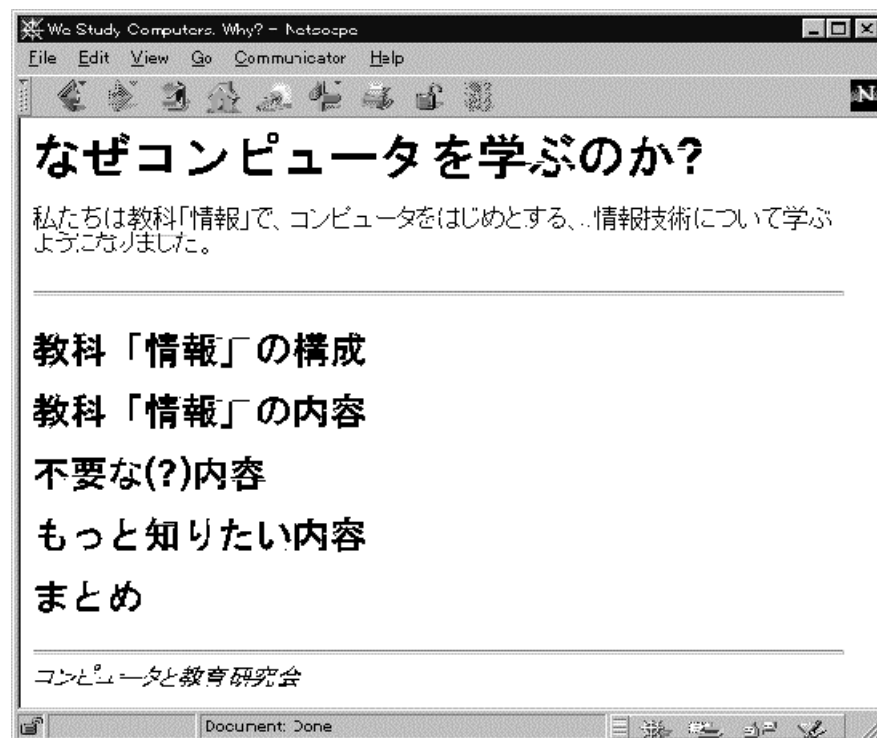 We Study Computers. Why? - Netscape
File Edit View Go Communicator Help
N
なぜコンピュータを学ぶのか?
私たちは教科「情報」で、コンピュータをはじめとする、情報技術について学ぶ
ようになりました。
教科「情報」の構成
教科「情報」の内容
不要な(?)内容
もっと知りたい内容
まとめ
コンピュータと教育研究会
Document: Done